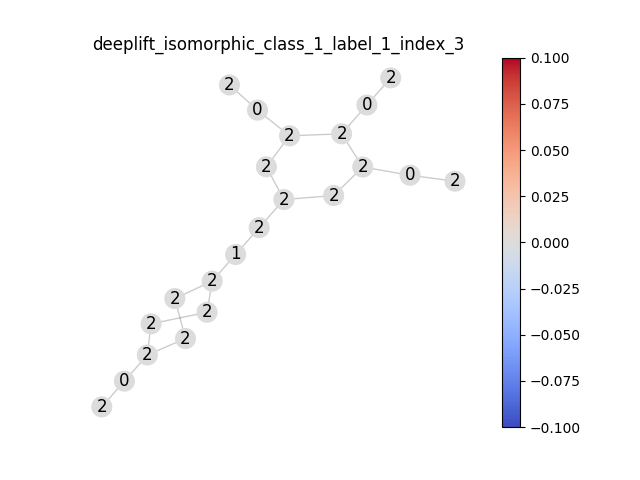 deeplift_isomorphic_class_1_label_1_index_3
2 2 0.100
0 0
2 2 0.075
2 2 0 2
2 2 0.050
2
1 0.025
2
2 2 0.000
2 2
2 −0.025
0
2 −0.050
−0.075
−0.100